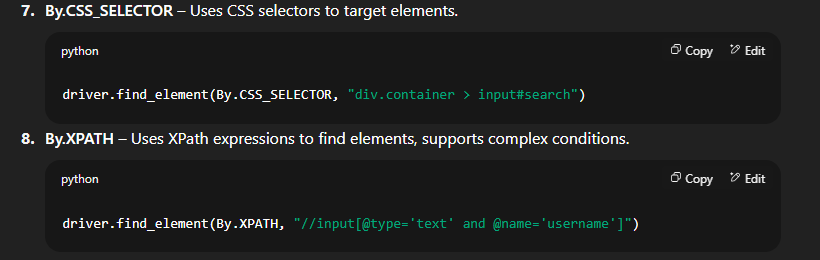 7. By.CSS_SELECTOR – Uses CSS selectors to target elements.
python Copy Edit
driver.find_element(By.CSS_SELECTOR, "div.container > input#search")
8. By.XPATH – Uses XPath expressions to find elements, supports complex conditions.
python Copy Edit
driver.find_element(By.XPATH, "//input[@type='text' and @name='username']")